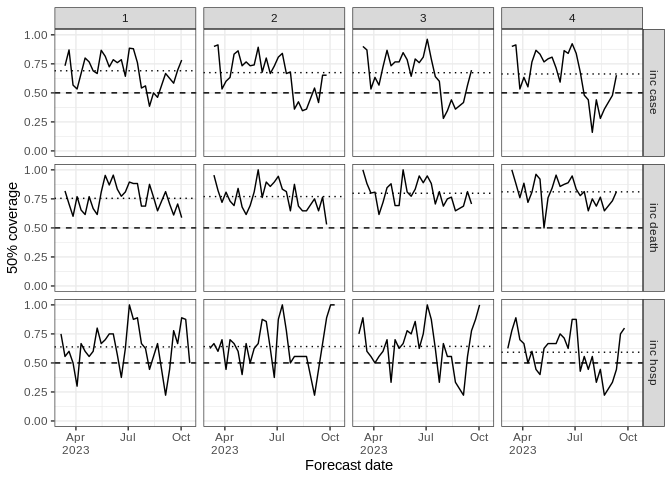 1 2 3 4
1.00
0.75
0.50
0.25
0.00
inc case
1.00
0.75
0.50
0.25
0.00
inc death
1.00
0.75
0.50
0.25
0.00
inc hosp
50% coverage
Apr Jul Oct Apr Jul Oct Apr Jul Oct Apr Jul Oct
2023 2023 2023 2023
Forecast date